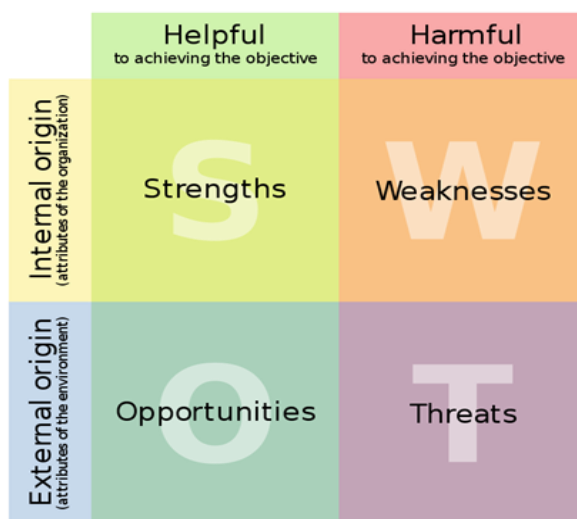 Helpful
to achieving the objective
Harmful
to achieving the objective
Internal origin
(attributes of the organization)
S
Strengths
W
Weaknesses
External origin
(attributes of the environment)
O
Opportunities
T
Threats